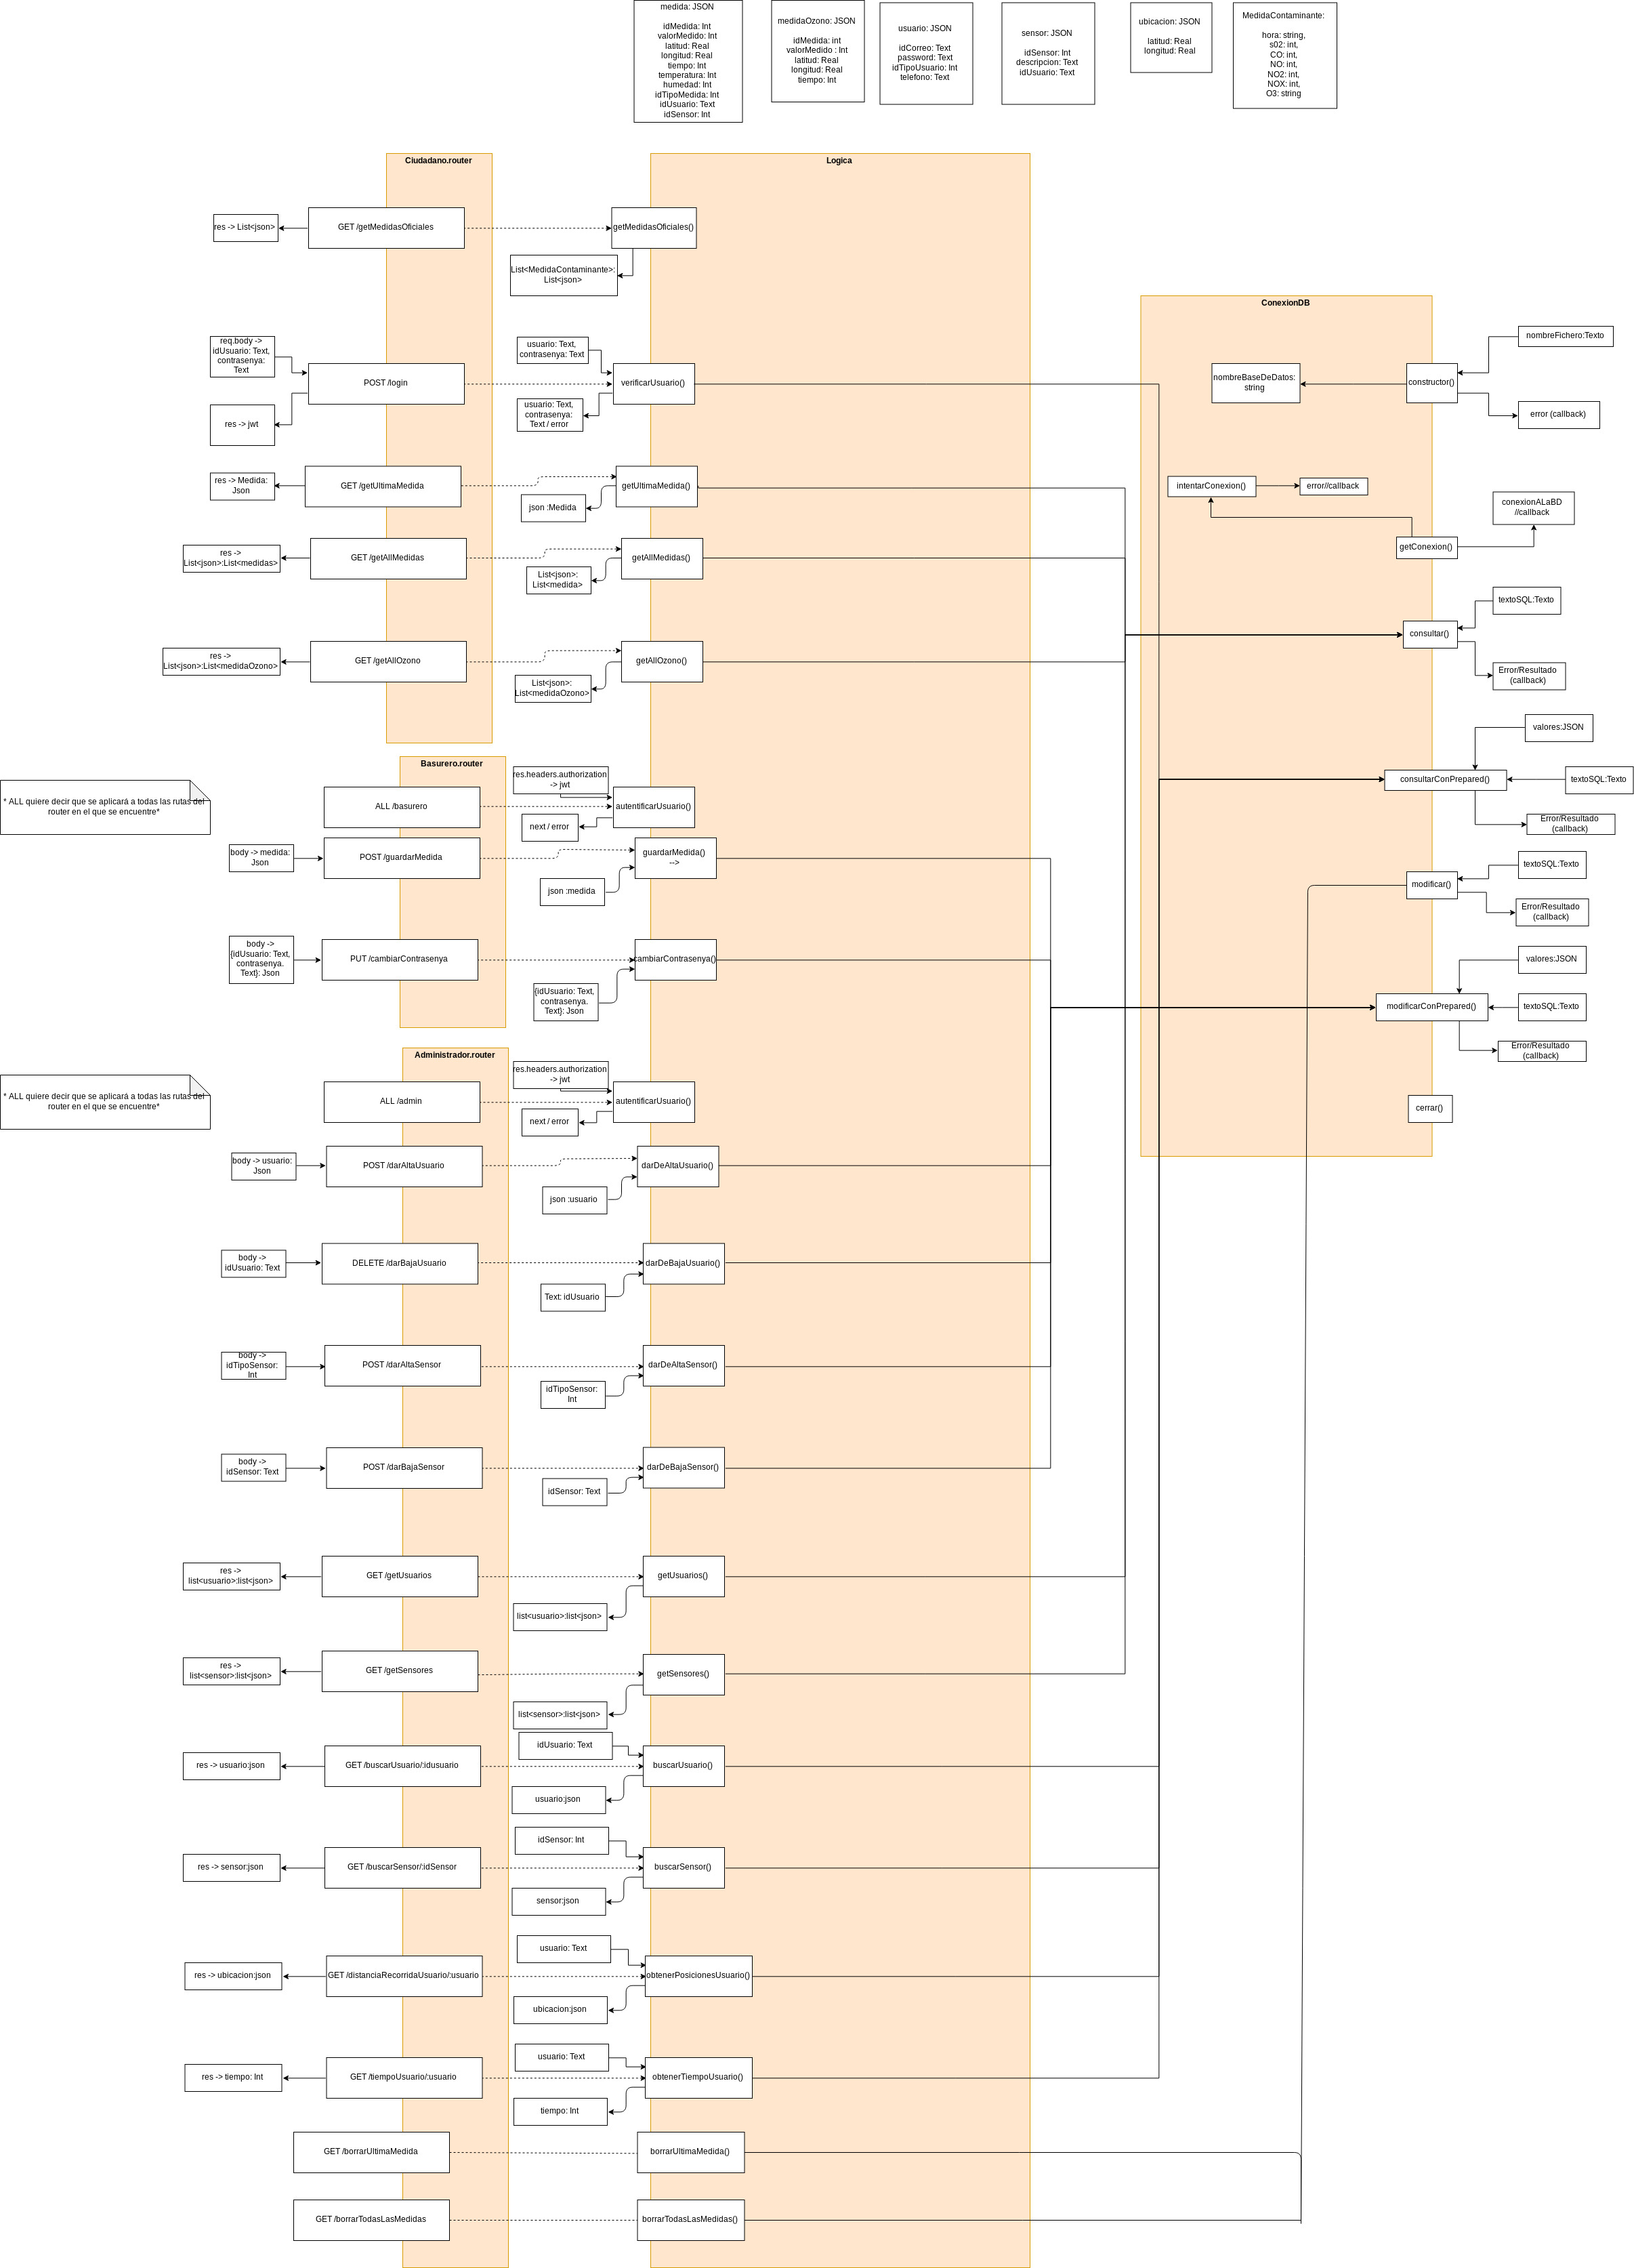 medida: JSON
idMedida: Int
valorMedido: Int
latitud: Real
longitud: Real
tiempo: Int
temperatura: Int
humedad: Int
idTipoMedida: Int
idUsuario: Text
idSensor: Int
medidaOzono: JSON
idMedida: int
valorMedido : Int
latitud: Real
longitud: Real
tiempo: Int
usuario: JSON
idCorreo: Text
password: Text
idTipoUsuario: Int
telefono: Text
sensor: JSON
idSensor: Int
descripcion: Text
idUsuario: Text
ubicacion: JSON
latitud: Real
longitud: Real
MedidaContaminante:
hora: string,
s02: int,
CO: int,
NO: int,
NO2: int,
NOX: int,
O3: string
Ciudadano.router
Logica
res -> List<json>
GET /getMedidasOficiales
getMedidasOficiales()
List<MedidaContaminante>:
List<json>
ConexionDB
req.body ->
idUsuario: Text,
contrasenya:
Text
POST /login
res -> jwt
usuario: Text,
contrasenya: Text
verificarUsuario()
usuario: Text,
contrasenya:
Text / error
nombreFichero:Texto
nombreBaseDeDatos:
string
constructor()
error (callback)
res -> Medida:
Json
GET /getUltimaMedida
getUltimaMedida()
json :Medida
intentarConexion()
error//callback
conexionALaBD
//callback
getConexion()
res ->
List<json>:List<medidas>
GET /getAllMedidas
getAllMedidas()
List<json>:
List<medida>
textoSQL:Texto
consultar()
Error/Resultado
(callback)
res ->
List<json>:List<medidaOzono>
GET /getAllOzono
getAllOzono()
List<json>:
List<medidaOzono>
valores:JSON
consultarConPrepared()
textoSQL:Texto
Error/Resultado
(callback)
Basurero.router
* ALL quiere decir que se aplicará a todas las rutas del
router en el que se encuentre*
ALL /basurero
res.headers.authorization
-> jwt
autentificarUsuario()
next / error
body -> medida:
Json
POST /guardarMedida
guardarMedida()
-->
json :medida
textoSQL:Texto
modificar()
Error/Resultado
(callback)
body ->
{idUsuario: Text,
contrasenya.
Text}: Json
PUT /cambiarContrasenya
cambiarContrasenya()
{idUsuario: Text,
contrasenya.
Text}: Json
valores:JSON
modificarConPrepared()
textoSQL:Texto
Error/Resultado
(callback)
cerrar()
Administrador.router
* ALL quiere decir que se aplicará a todas las rutas del
router en el que se encuentre*
ALL /admin
res.headers.authorization
-> jwt
autentificarUsuario()
next / error
body -> usuario:
Json
POST /darAltaUsuario
darDeAltaUsuario()
json :usuario
body ->
idUsuario: Text
DELETE /darBajaUsuario
darDeBajaUsuario()
Text: idUsuario
body ->
idTipoSensor:
Int
POST /darAltaSensor
darDeAltaSensor()
idTipoSensor:
Int
body ->
idSensor: Text
POST /darBajaSensor
darDeBajaSensor()
idSensor: Text
res ->
list<usuario>:list<json>
GET /getUsuarios
getUsuarios()
list<usuario>:list<json>
res ->
list<sensor>:list<json>
GET /getSensores
getSensores()
list<sensor>:list<json>
idUsuario: Text
res -> usuario:json
GET /buscarUsuario/:idusuario
buscarUsuario()
usuario:json
idSensor: Int
res -> sensor:json
GET /buscarSensor/:idSensor
buscarSensor()
sensor:json
usuario: Text
res -> ubicacion:json
GET /distanciaRecorridaUsuario/:usuario
obtenerPosicionesUsuario()
ubicacion:json
usuario: Text
res -> tiempo: Int
GET /tiempoUsuario/:usuario
obtenerTiempoUsuario()
tiempo: Int
GET /borrarUltimaMedida
borrarUltimaMedida()
GET /borrarTodasLasMedidas
borrarTodasLasMedidas()